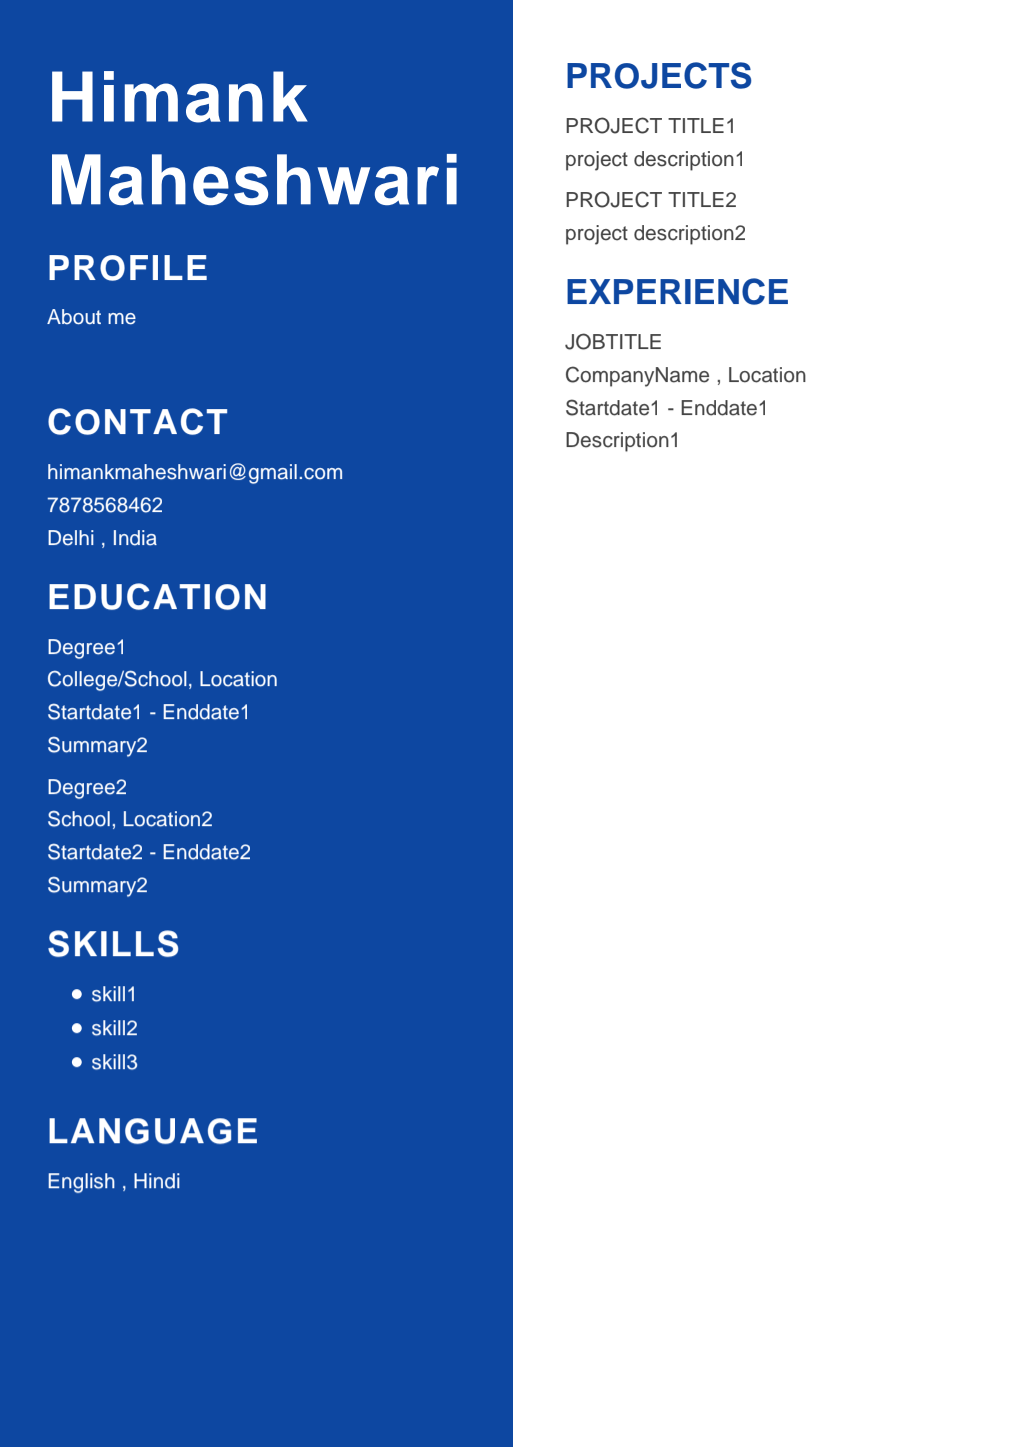 Himank
Maheshwari
PROFILE
About me
CONTACT
himankmaheshwari@gmail.com
7878568462
Delhi , India
EDUCATION
Degree1
College/School, Location
Startdate1 - Enddate1
Summary2
Degree2
School, Location2
Startdate2 - Enddate2
Summary2
SKILLS
● skill1
● skill2
● skill3
LANGUAGE
English , Hindi
PROJECTS
PROJECT TITLE1
project description1
PROJECT TITLE2
project description2
EXPERIENCE
JOBTITLE
CompanyName , Location
Startdate1 - Enddate1
Description1